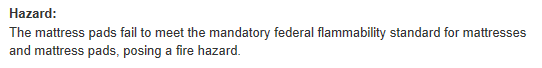 Hazard:
The mattress pads fail to meet the mandatory federal flammability standard for mattresses
and mattress pads, posing a fire hazard.